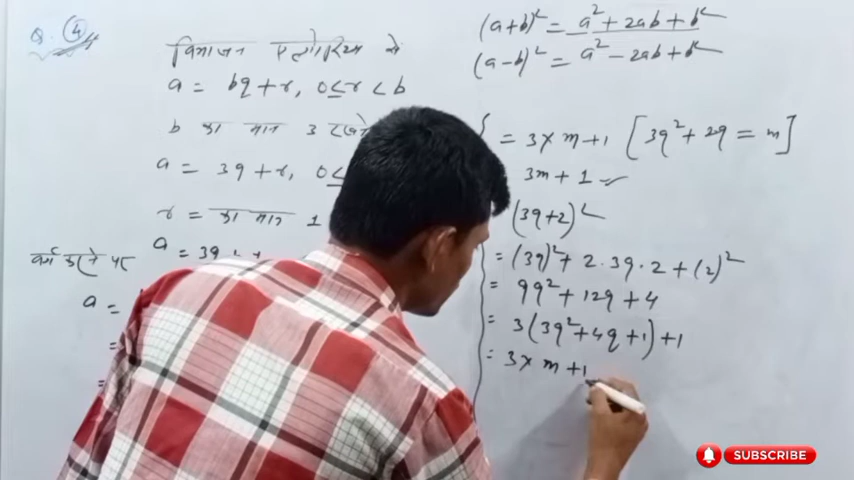 Q. 4
विभाजन एल्गोरिथ्म से
a = bq + r, 0 ≤ r < b
b का मान 3 रखने
a = 3q + r, 0 ≤
r = का मान 1
वर्ग करने पर
a = 3q
a =
=
=
(a+b)² = a² + 2ab + b²
(a-b)² = a² - 2ab + b²
= 3 × m + 1 [3q² + 2q = m]
3m + 1
(3q+2)²
= (3q)² + 2·3q·2 + (2)²
= 9q² + 12q + 4
= 3(3q² + 4q + 1) + 1
= 3 × m + 1
SUBSCRIBE